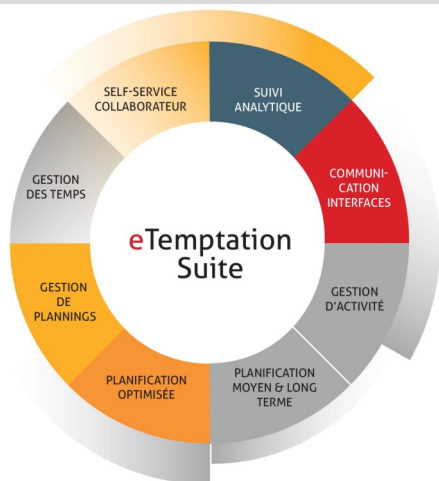 SELF-SERVICE
COLLABORATEUR
SUIVI
ANALYTIQUE
COMMUNI-
CATION
INTERFACES
GESTION
D'ACTIVITÉ
PLANIFICATION
MOYEN & LONG
TERME
PLANIFICATION
OPTIMISÉE
GESTION
DE
PLANNINGS
GESTION
DES TEMPS
eTemptation
Suite